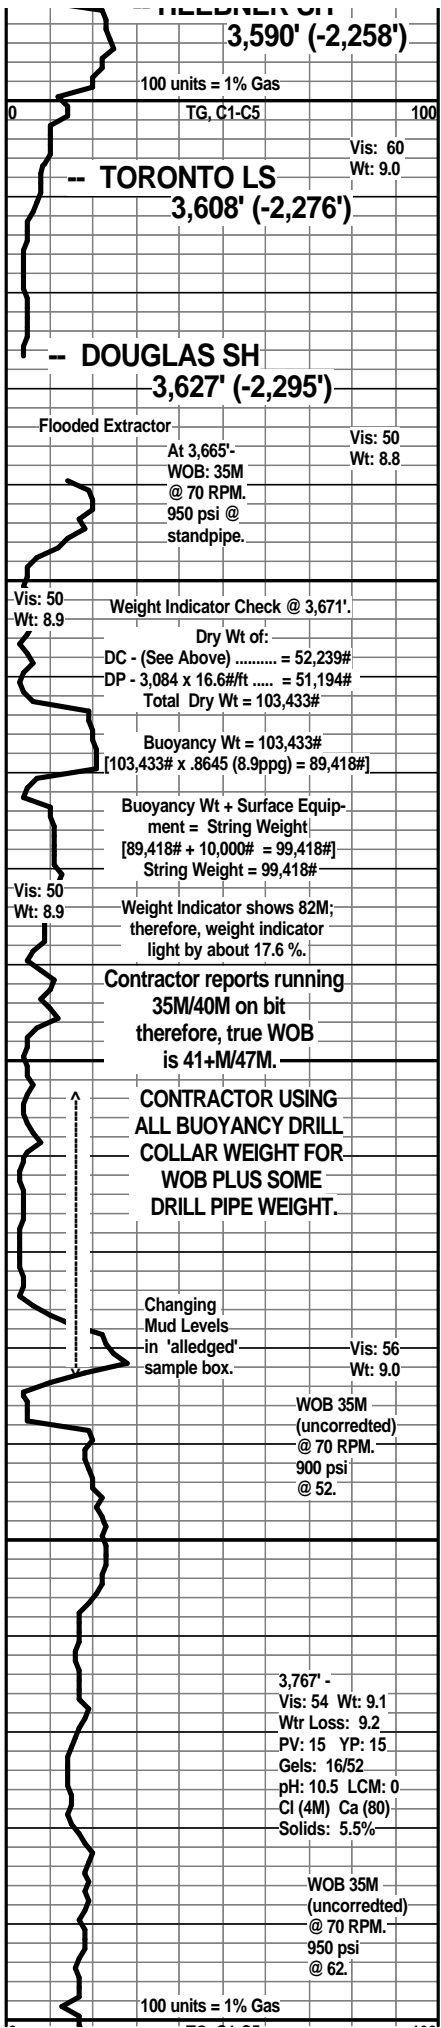 -- HEEBNER SH
3,590' (-2,258')
100 units = 1% Gas
0 TG, C1-C5 100
Vis: 60
Wt: 9.0
-- TORONTO LS
3,608' (-2,276')
-- DOUGLAS SH
3,627' (-2,295')
Flooded Extractor
Vis: 50
Wt: 8.8
At 3,665'-
WOB: 35M
@ 70 RPM.
950 psi @
standpipe.
Vis: 50
Wt: 8.9
Weight Indicator Check @ 3,671'.
Dry Wt of:
DC - (See Above) .......... = 52,239#
DP - 3,084 x 16.6#/ft ..... = 51,194#
Total Dry Wt = 103,433#
Buoyancy Wt = 103,433#
[103,433# x .8645 (8.9ppg) = 89,418#]
Buoyancy Wt + Surface Equip-
ment = String Weight
[89,418# + 10,000# = 99,418#]
String Weight = 99,418#
Vis: 50
Wt: 8.9
Weight Indicator shows 82M;
therefore, weight indicator
light by about 17.6 %.
Contractor reports running
35M/40M on bit
therefore, true WOB
is 41+M/47M.
CONTRACTOR USING
ALL BUOYANCY DRILL
COLLAR WEIGHT FOR
WOB PLUS SOME
DRILL PIPE WEIGHT.
Changing
Mud Levels
in 'alledged'
sample box.
Vis: 56
Wt: 9.0
WOB 35M
(uncorredted)
@ 70 RPM.
900 psi
@ 52.
3,767' -
Vis: 54 Wt: 9.1
Wtr Loss: 9.2
PV: 15 YP: 15
Gels: 16/52
pH: 10.5 LCM: 0
Cl (4M) Ca (80)
Solids: 5.5%
WOB 35M
(uncorredted)
@ 70 RPM.
950 psi
@ 62.
100 units = 1% Gas
0 TG, C1-C5 100